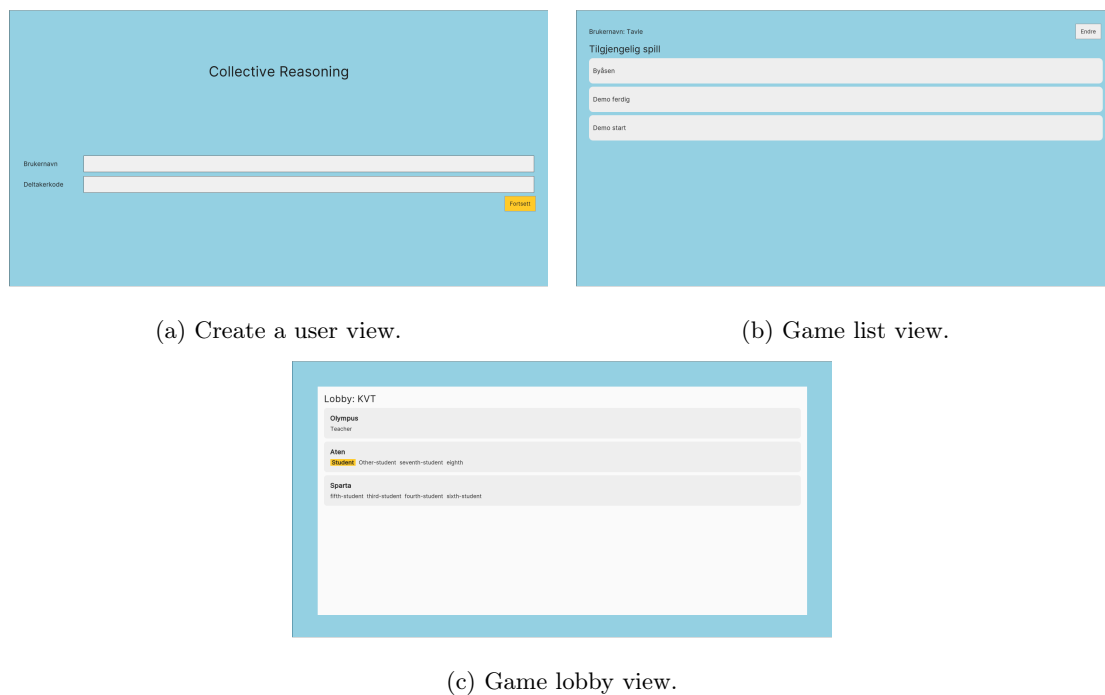 Collective Reasoning
Brukernavn
Deltakerkode
Fortsett
(a) Create a user view.
Brukernavn: Tavle
Endre
Tilgjengelig spill
Byåsen
Demo ferdig
Demo start
(b) Game list view.
Lobby: KVT
Olympus
Teacher
Aten
Student Other-student seventh-student eighth
Sparta
fifth-student third-student fourth-student sixth-student
(c) Game lobby view.